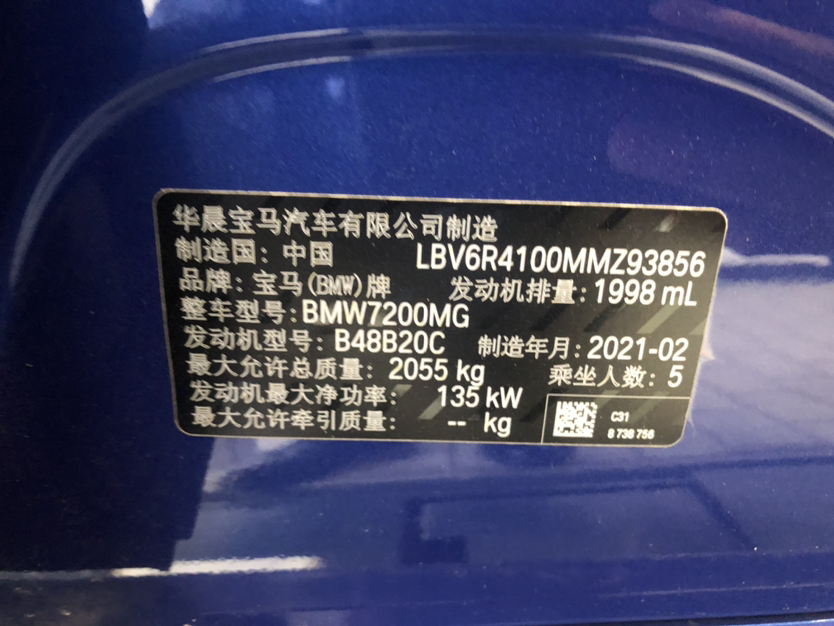 华晨宝马汽车有限公司制造
制造国：中国 LBV6R4100MMZ93856
品牌：宝马(BMW)牌 发动机排量：1998 mL
整车型号：BMW7200MG
发动机型号：B48B20C 制造年月：2021-02
最大允许总质量：2055 kg 乘坐人数：5
发动机最大净功率： 135 kW
最大允许牵引质量： -- kg
C31
8 738 756